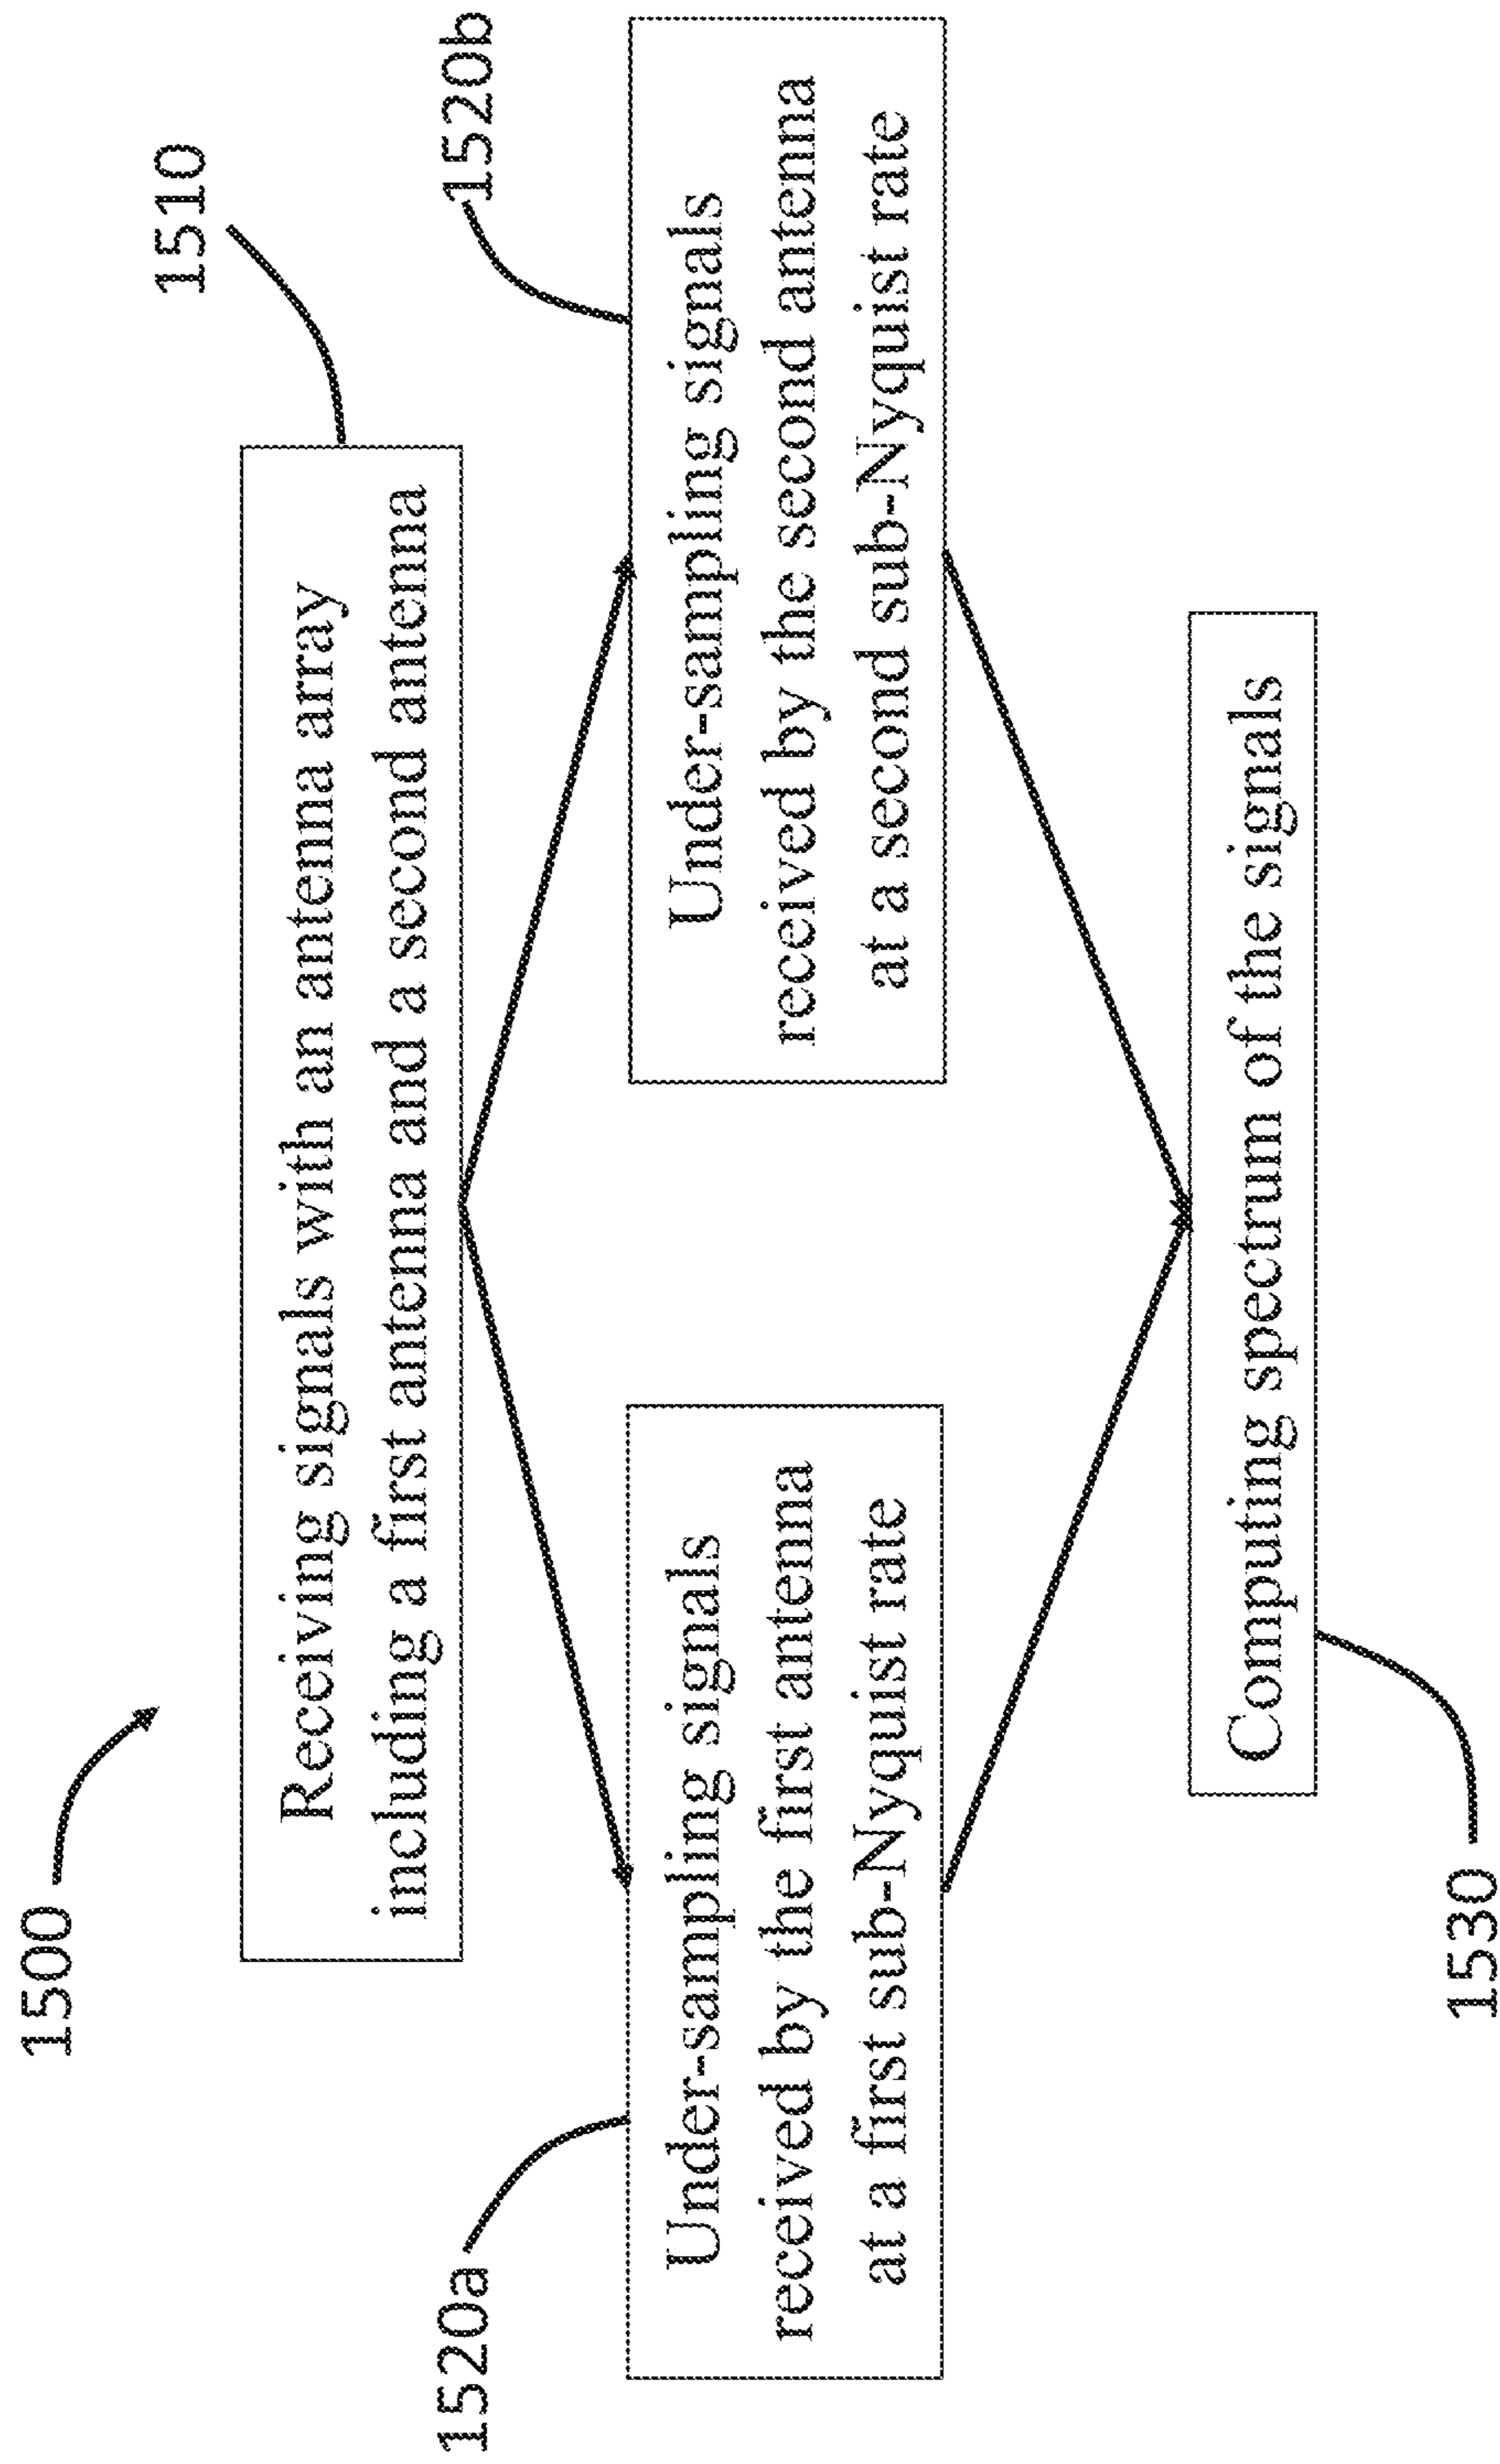 1500
1510
Receiving signals with an antenna array
including a first antenna and a second antenna
1520a
Under-sampling signals
received by the first antenna
at a first sub-Nyquist rate
1520b
Under-sampling signals
received by the second antenna
at a second sub-Nyquist rate
Computing spectrum of the signals
1530